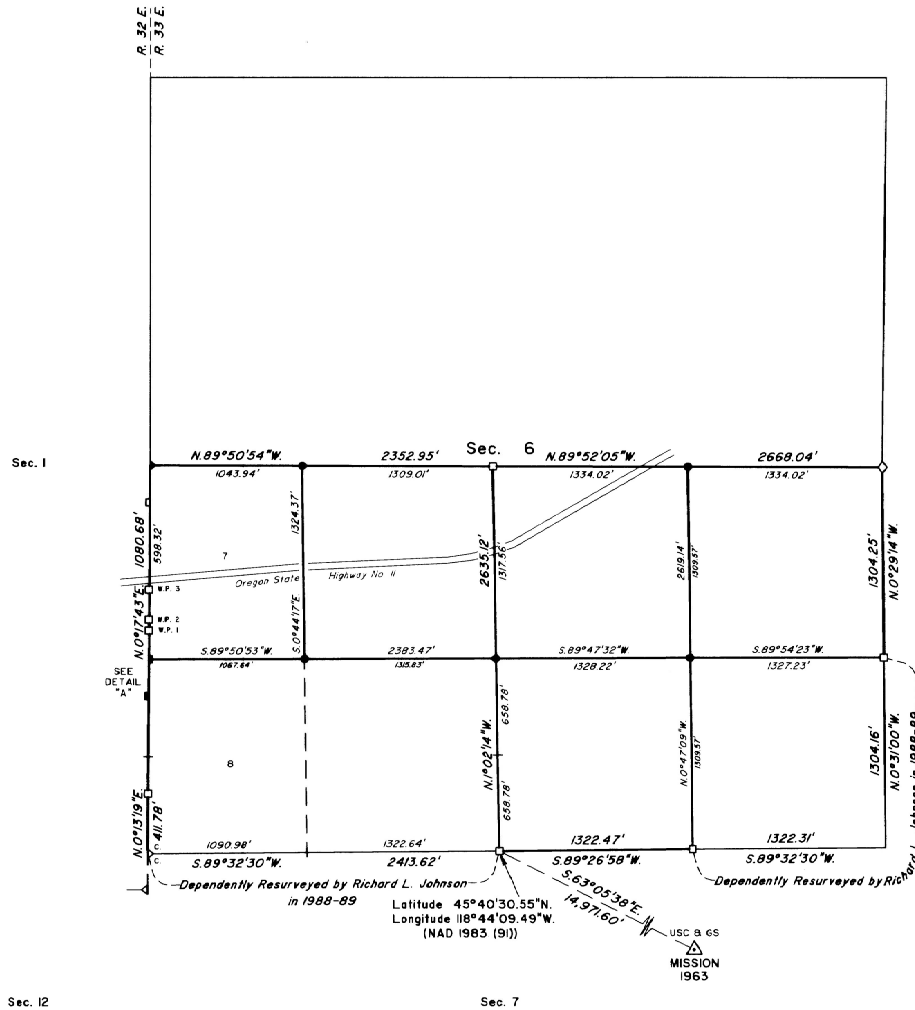 R. 32 E.
R. 33 E.
Sec. 6
N.89°50'54"W. 2352.95'
1043.94' 1309.01'
N.89°52'05"W. 2668.04'
1334.02' 1334.02'
Sec. 1
1080.68'
598.32'
N.0°17'43"E.
7
1324.37'
S.0°44'17"E.
2635.12'
1317.56'
2619.14'
1309.57'
1304.25'
N.0°29'14"W.
Oregon State Highway No. 11
W.P. 3
W.P. 2
W.P. 1
S.89°50'53"W. 2383.47'
1067.64' 1315.83'
S.89°47'32"W.
1328.22'
S.89°54'23"W.
1327.23'
SEE
DETAIL
"A"
8
658.78'
N.1°02'14"W.
658.78'
N.0°47'09"W.
1309.57'
1304.16'
N.0°31'00"W.
N.0°13'19"E.
411.78'
C.
C.
1090.98' 1322.64'
S.89°32'30"W. 2413.62'
1322.47'
S.89°26'58"W.
1322.31'
S.89°32'30"W.
Dependently Resurveyed by Richard L. Johnson
in 1988-89
Dependently Resurveyed by Richard L. Johnson in 1988-89
Latitude 45°40'30.55"N.
Longitude 118°44'09.49"W.
(NAD 1983 (91))
S.63°05'38"E.
14,971.60'
USC & GS
MISSION
1963
Sec. 12
Sec. 7